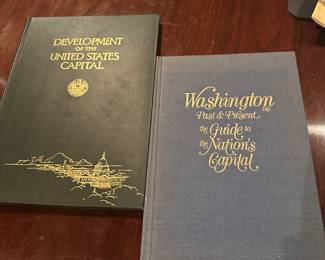 DEVELOPMENT
OF THE
UNITED STATES
CAPITAL
Washington
Past & Present
the Guide to
the Nation's
Capital